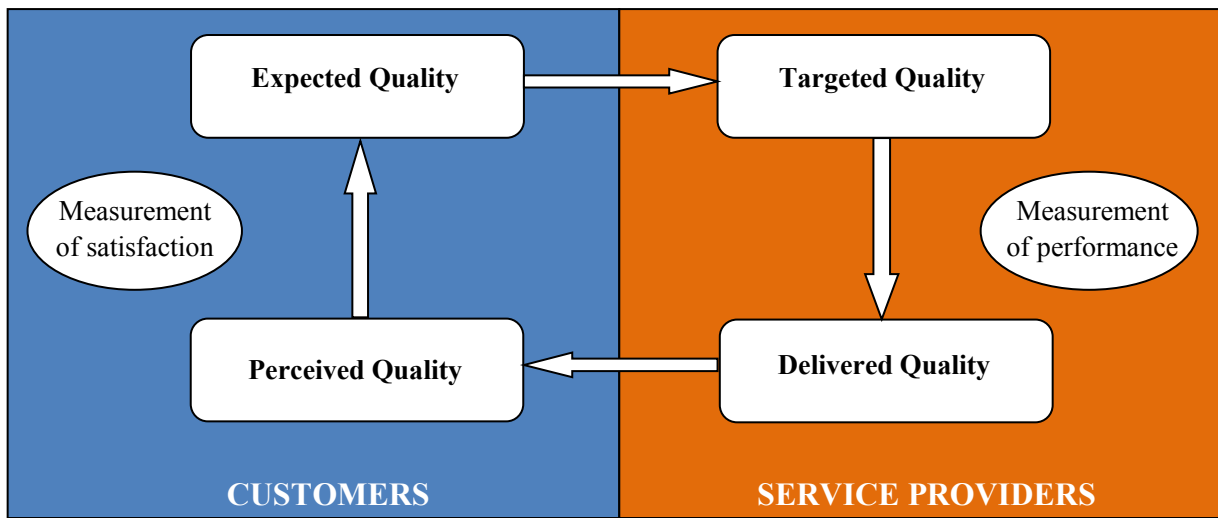 Expected Quality
Targeted Quality
Measurement
of satisfaction
Measurement
of performance
Perceived Quality
Delivered Quality
CUSTOMERS
SERVICE PROVIDERS